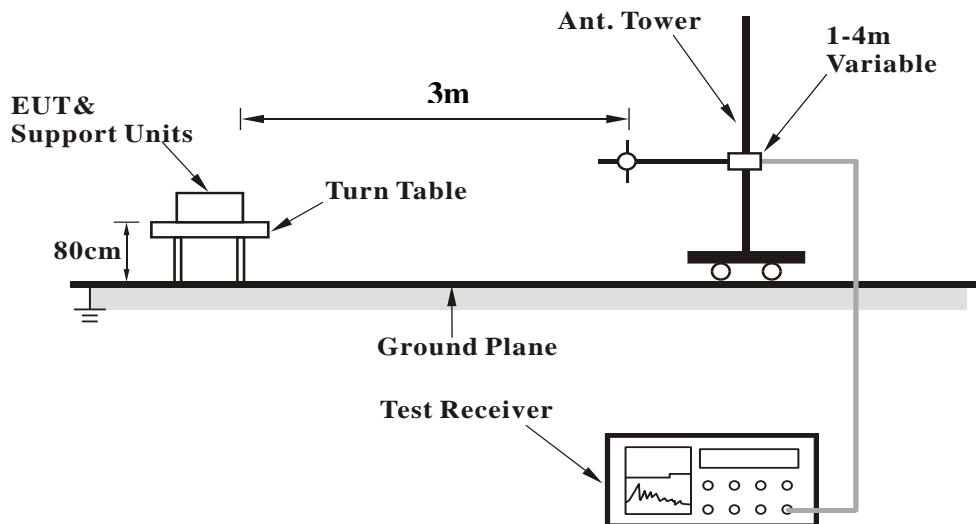 Ant. Tower
1-4m
Variable
3m
EUT&
Support Units
Turn Table
80cm
Ground Plane
Test Receiver